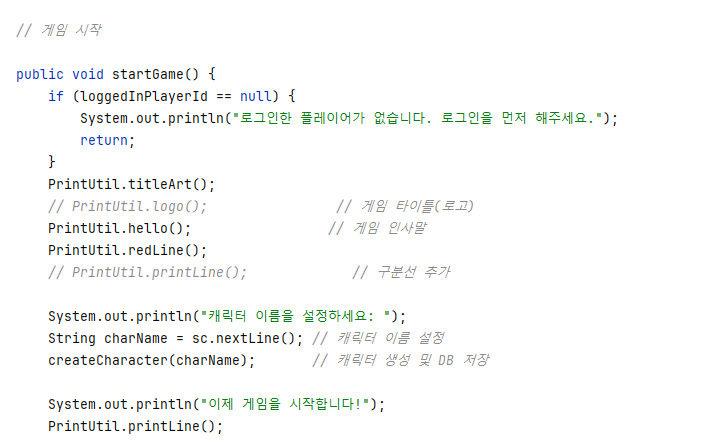 // 게임 시작
public void startGame() {
if (loggedInPlayerId == null) {
System.out.println("로그인한 플레이어가 없습니다. 로그인을 먼저 해주세요.");
return;
}
PrintUtil.titleArt();
// PrintUtil.logo(); // 게임 타이틀(로고)
PrintUtil.hello(); // 게임 인사말
PrintUtil.redLine();
// PrintUtil.printLine(); // 구분선 추가
System.out.println("캐릭터 이름을 설정하세요: ");
String charName = sc.nextLine(); // 캐릭터 이름 설정
createCharacter(charName); // 캐릭터 생성 및 DB 저장
System.out.println("이제 게임을 시작합니다!");
PrintUtil.printLine();